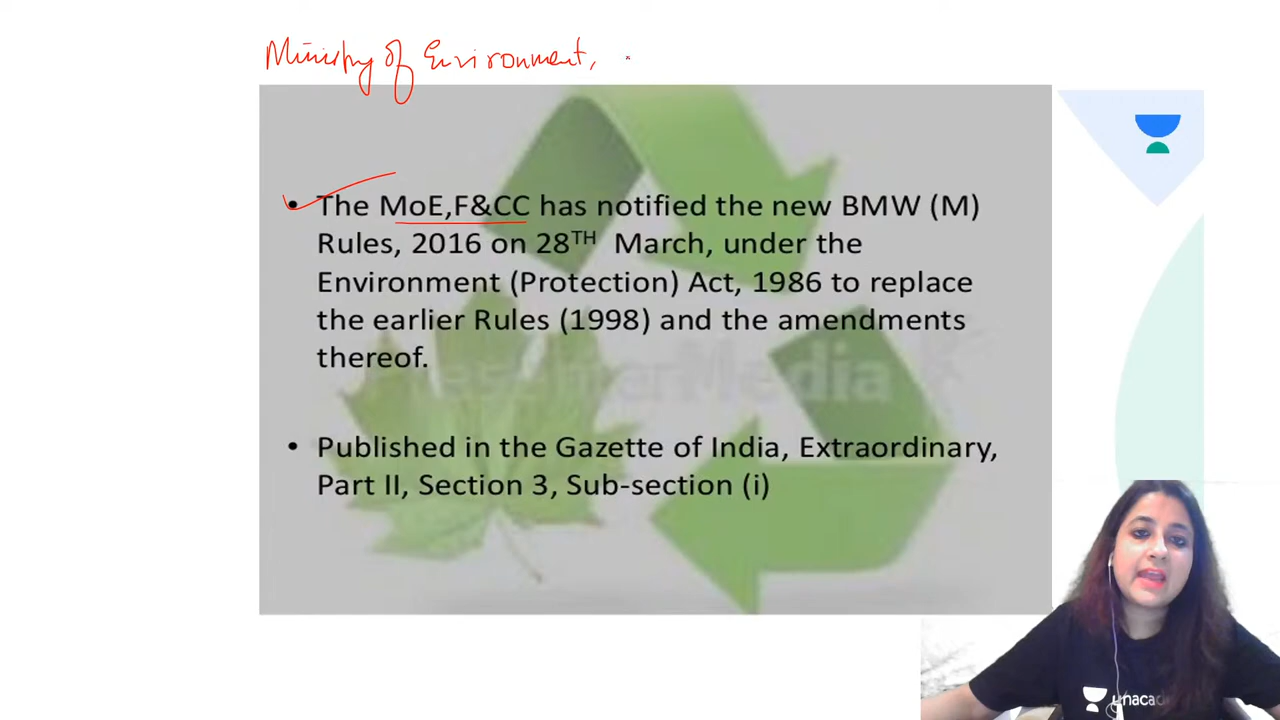 Ministry of Environment,
• The MoE,F&CC has notified the new BMW (M)
Rules, 2016 on 28TH March, under the
Environment (Protection) Act, 1986 to replace
the earlier Rules (1998) and the amendments
thereof.
• Published in the Gazette of India, Extraordinary,
Part II, Section 3, Sub-section (i)